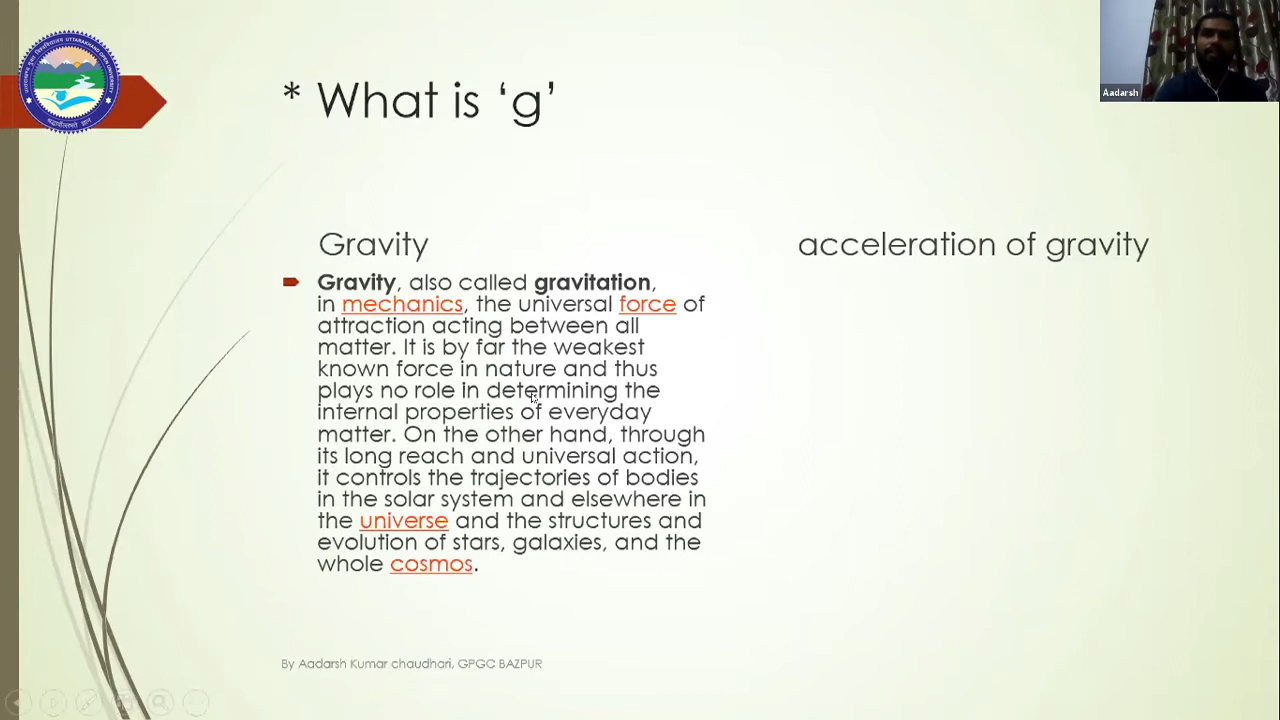 * What is ‘g’
Aadarsh
Gravity
Gravity, also called gravitation,
in mechanics, the universal force of
attraction acting between all
matter. It is by far the weakest
known force in nature and thus
plays no role in determining the
internal properties of everyday
matter. On the other hand, through
its long reach and universal action,
it controls the trajectories of bodies
in the solar system and elsewhere in
the universe and the structures and
evolution of stars, galaxies, and the
whole cosmos.
acceleration of gravity
By Aadarsh Kumar chaudhari, GPGC BAZPUR
UTTARAKHAND OPEN UNIVERSITY